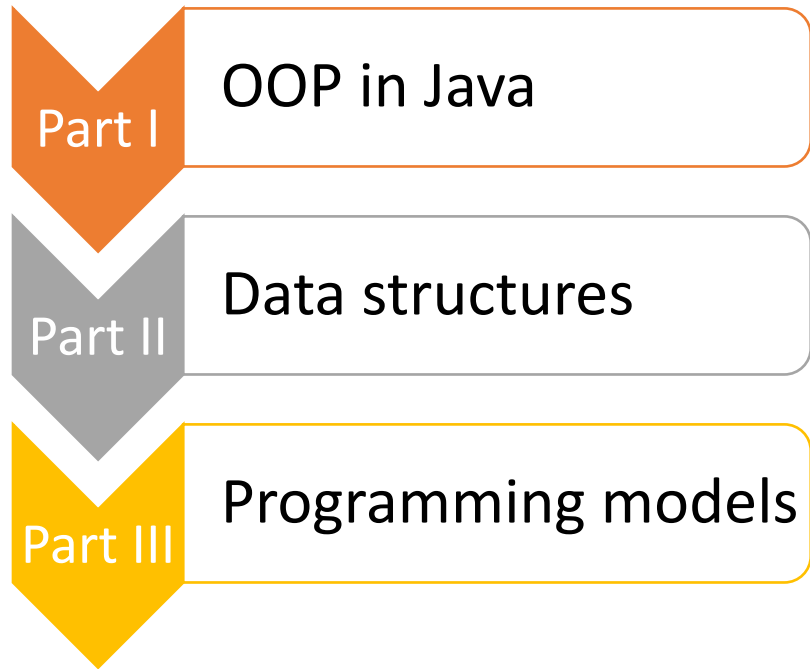 Part I
OOP in Java
Part II
Data structures
Part III
Programming models